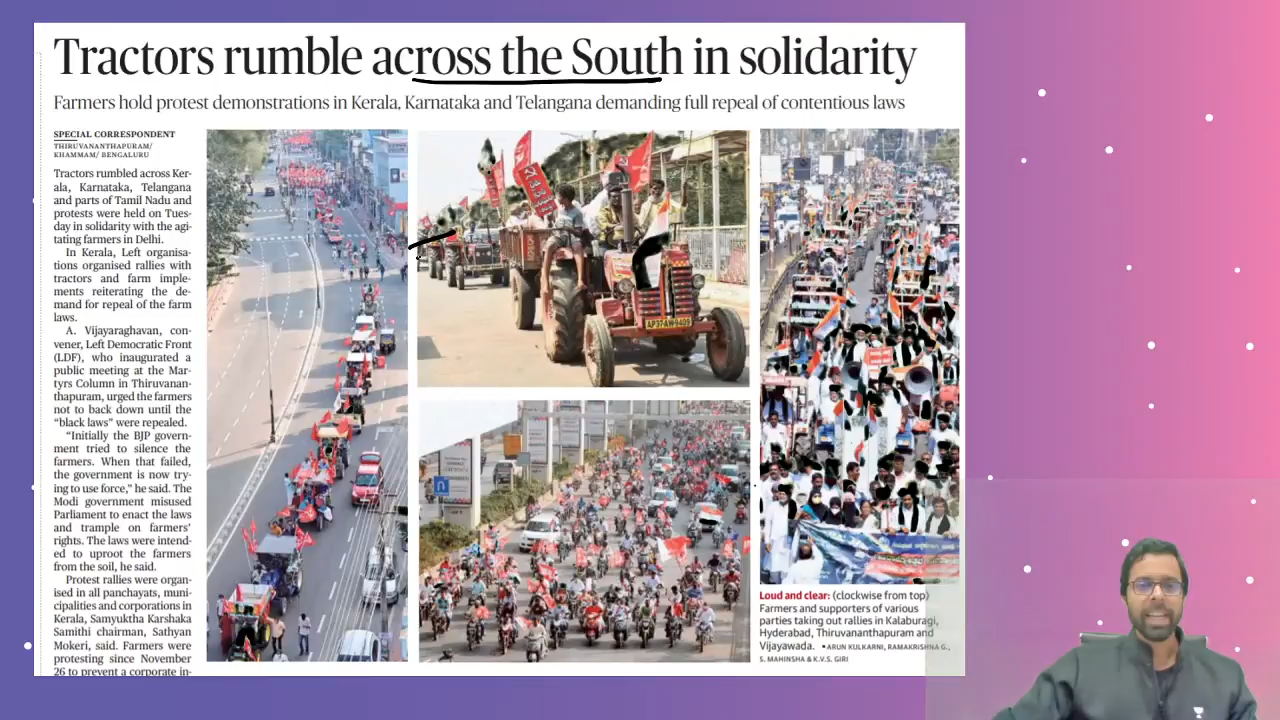 Tractors rumble across the South in solidarity
Farmers hold protest demonstrations in Kerala, Karnataka and Telangana demanding full repeal of contentious laws
SPECIAL CORRESPONDENT
THIRUVANANTHAPURAM/
KHAMMAM/ BENGALURU
Tractors rumbled across Ker-
ala, Karnataka, Telangana
and parts of Tamil Nadu and
protests were held on Tues-
day in solidarity with the agi-
tating farmers in Delhi.
In Kerala, Left organisa-
tions organised rallies with
tractors and farm imple-
ments reiterating the de-
mand for repeal of the farm
laws.
A. Vijayaraghavan, con-
vener, Left Democratic Front
(LDF), who inaugurated a
public meeting at the Mar-
tyrs Column in Thiruvanan-
thapuram, urged the farmers
not to back down until the
“black laws” were repealed.
“Initially the BJP govern-
ment tried to silence the
farmers. When that failed,
the government is now try-
ing to use force,” he said. The
Modi government misused
Parliament to enact the laws
and trample on farmers’
rights. The laws were intend-
ed to uproot the farmers
from the soil, he said.
Protest rallies were organ-
ised in all panchayats, muni-
cipalities and corporations in
Kerala, Samyuktha Karshaka
Samithi chairman, Sathyan
Mokeri, said. Farmers were
protesting since November
26 to prevent a corporate in-
AP37AW9405
Loud and clear: (clockwise from top)
Farmers and supporters of various
parties taking out rallies in Kalaburagi,
Hyderabad, Thiruvananthapuram and
Vijayawada. • ARUN KULKARNI, RAMAKRISHNA G.,
S. MAHINSHA & K.V.S. GIRI